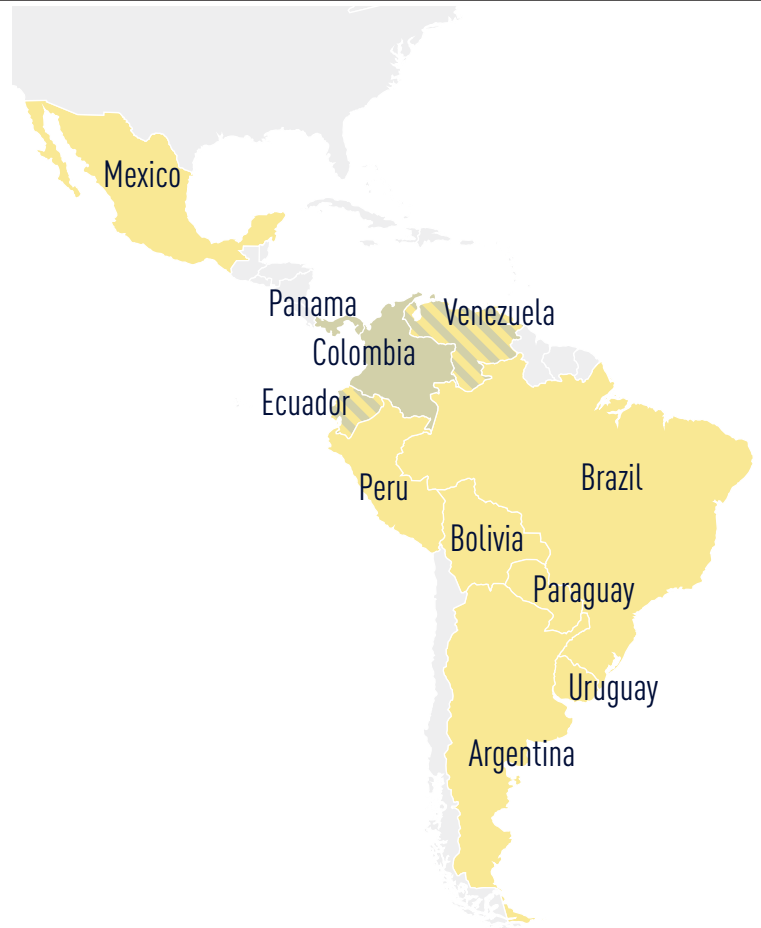 Mexico
Panama
Venezuela
Colombia
Ecuador
Brazil
Peru
Bolivia
Paraguay
Uruguay
Argentina